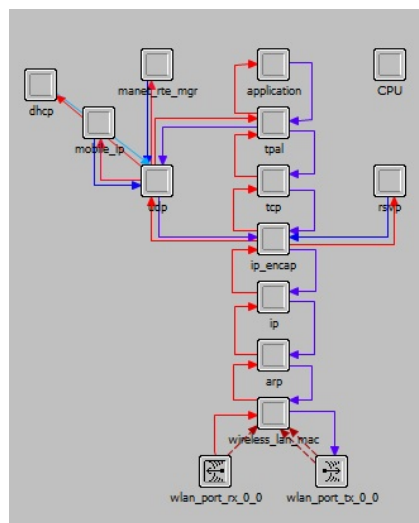 manet_rte_mgr
application
CPU
dhcp
mobile_ip
tpal
udp
tcp
rsvp
ip_encap
ip
arp
wireless_lan_mac
wlan_port_rx_0_0
wlan_port_tx_0_0